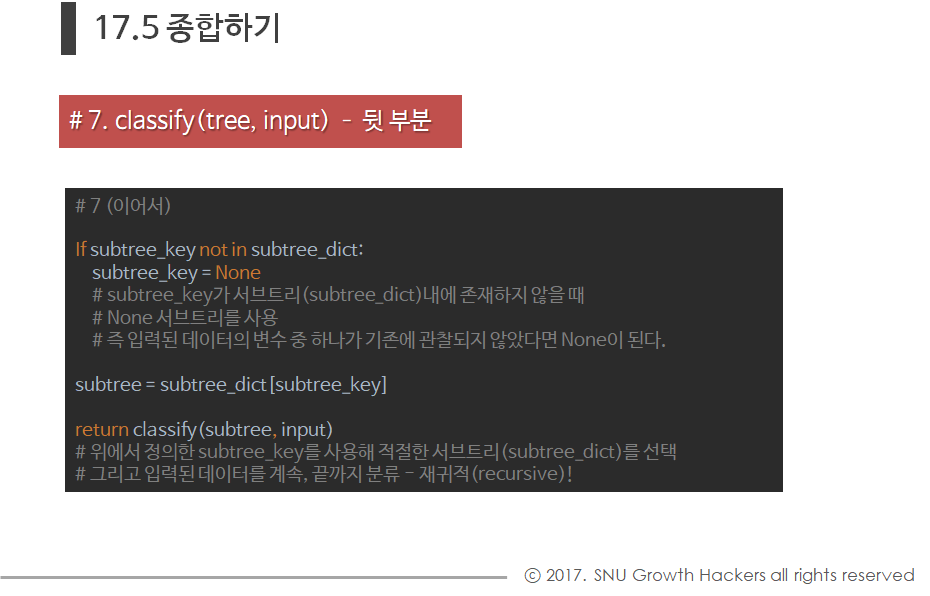 17.5 종합하기
# 7. classify(tree, input) - 뒷 부분
# 7 (이어서)
If subtree_key not in subtree_dict:
subtree_key = None
# subtree_key가 서브트리(subtree_dict)내에 존재하지 않을 때
# None 서브트리를 사용
# 즉 입력된 데이터의 변수 중 하나가 기존에 관찰되지 않았다면 None이 된다.
subtree = subtree_dict[subtree_key]
return classify(subtree, input)
# 위에서 정의한 subtree_key를 사용해 적절한 서브트리(subtree_dict)를 선택
# 그리고 입력된 데이터를 계속, 끝까지 분류 - 재귀적(recursive)!
ⓒ 2017. SNU Growth Hackers all rights reserved